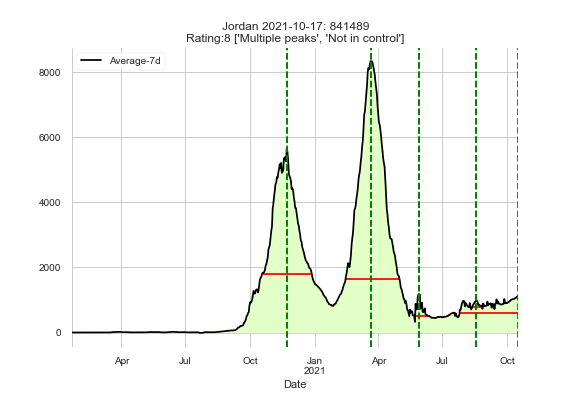 Jordan 2021-10-17: 841489
Rating:8 ['Multiple peaks', 'Not in control']
Average-7d
8000
6000
4000
2000
0
Apr Jul Oct Jan Apr Jul Oct
2021
Date